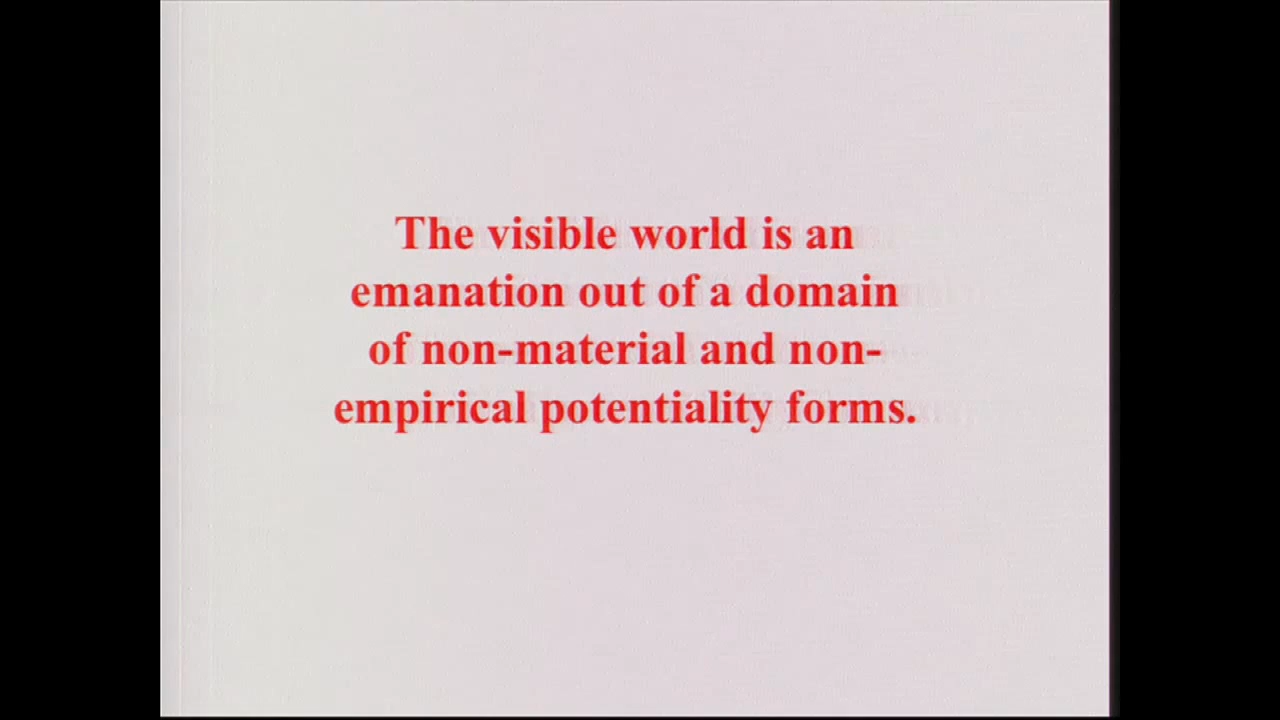 The visible world is an
emanation out of a domain
of non-material and non-
empirical potentiality forms.